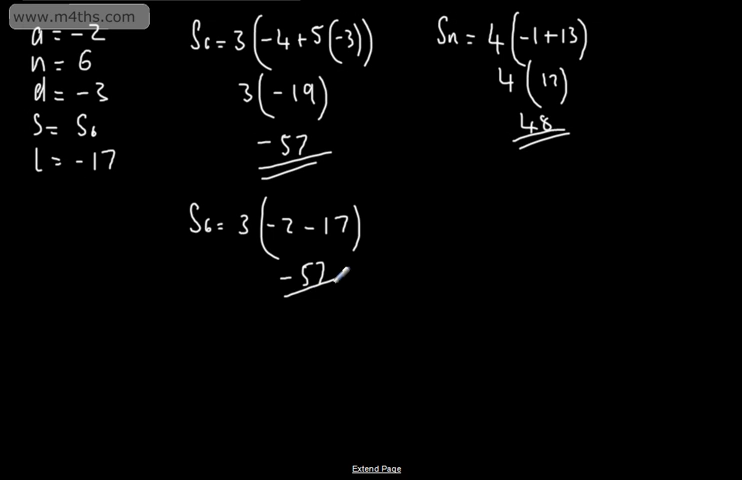 www.m4ths.com
a = -2
n = 6
d = -3
S = S6
l = -17
S6 = 3(-4+5(-3))
3(-19)
-57
S6 = 3(-2-17)
-57
Sn = 4(-1+13)
4(12)
48
Extend Page